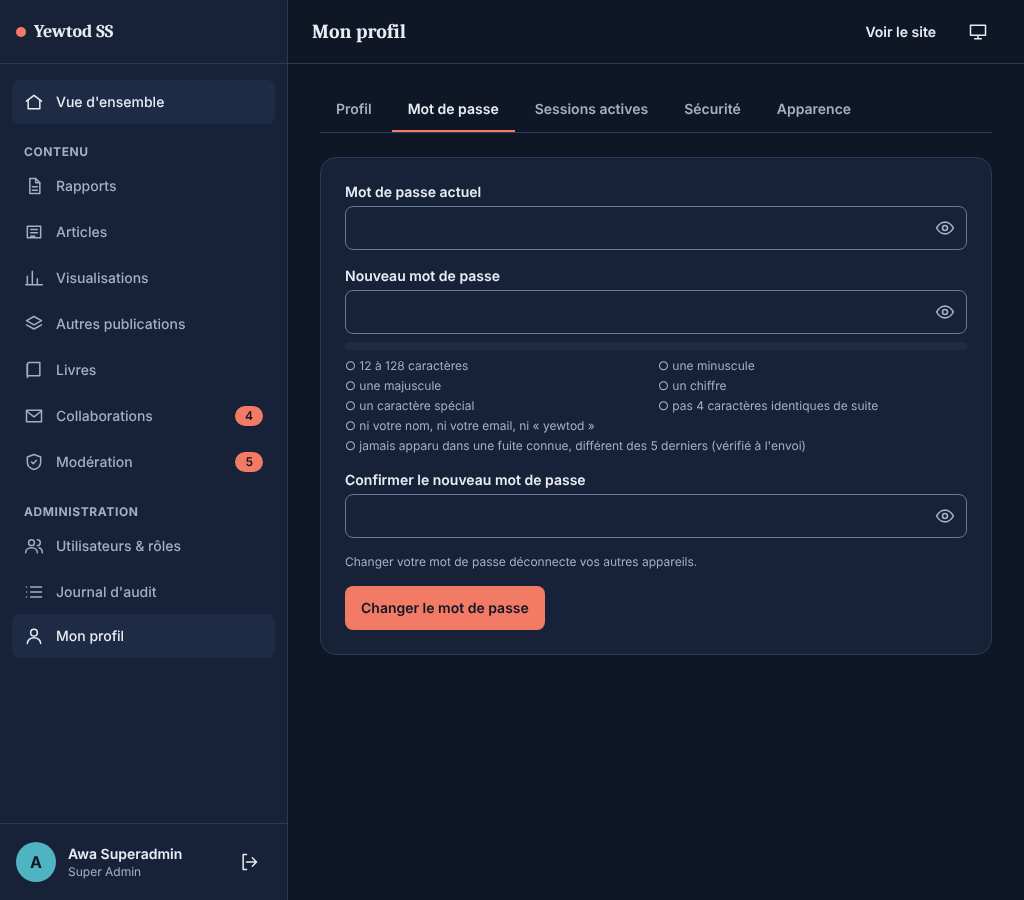 Yewtod SS
Mon profil
Voir le site
Vue d'ensemble
CONTENU
Rapports
Articles
Visualisations
Autres publications
Livres
Collaborations 4
Modération 5
ADMINISTRATION
Utilisateurs & rôles
Journal d'audit
Mon profil
A
Awa Superadmin
Super Admin
Profil
Mot de passe
Sessions actives
Sécurité
Apparence
Mot de passe actuel
Nouveau mot de passe
12 à 128 caractères
une minuscule
une majuscule
un chiffre
un caractère spécial
pas 4 caractères identiques de suite
ni votre nom, ni votre email, ni « yewtod »
jamais apparu dans une fuite connue, différent des 5 derniers (vérifié à l'envoi)
Confirmer le nouveau mot de passe
Changer votre mot de passe déconnecte vos autres appareils.
Changer le mot de passe